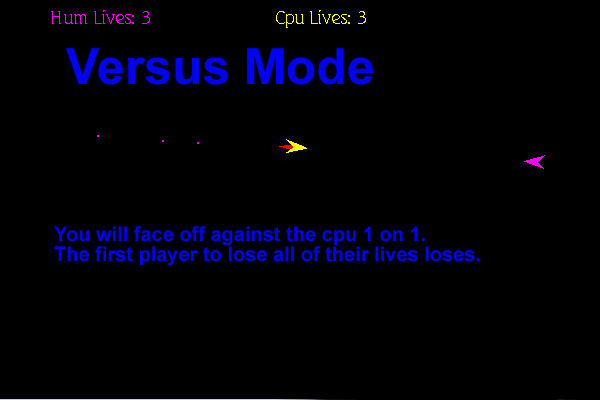 Hum Lives: 3 Cpu Lives: 3
Versus Mode
You will face off against the cpu 1 on 1.
The first player to lose all of their lives loses.